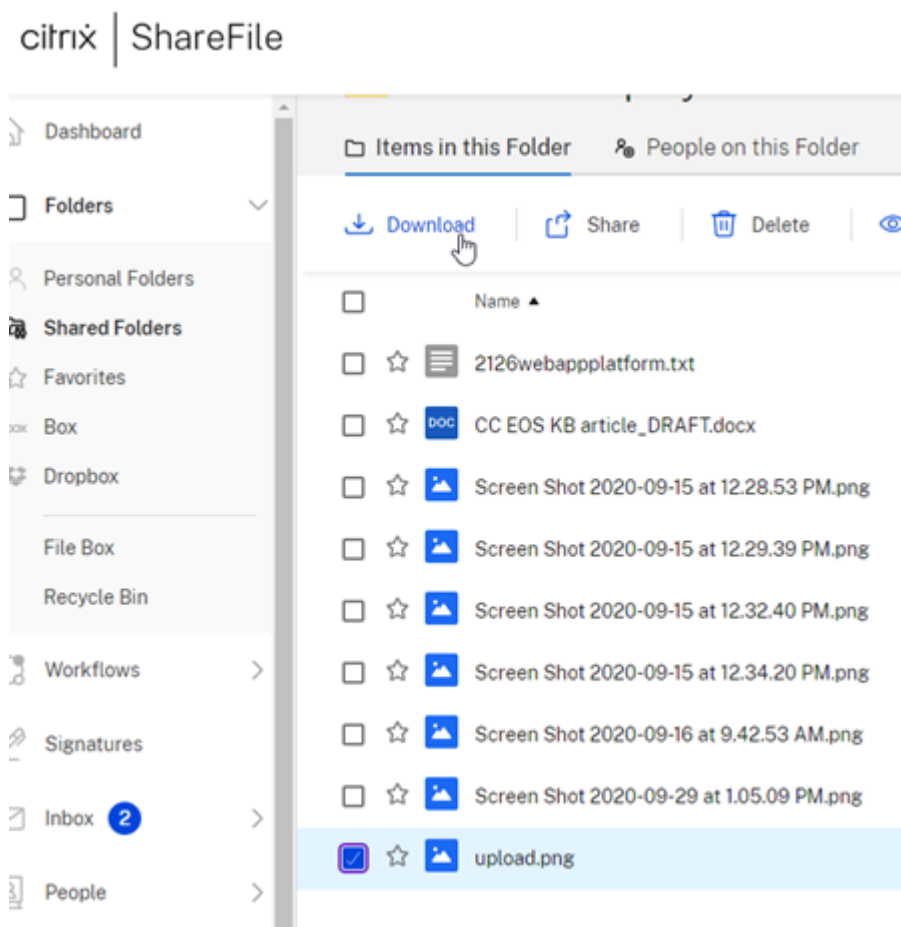 citrix | ShareFile
Dashboard
Folders
Personal Folders
Shared Folders
Favorites
Box
Dropbox
File Box
Recycle Bin
Workflows
Signatures
Inbox 2
People
Items in this Folder People on this Folder
Download Share Delete
Name
2126webappplatform.txt
DOC CC EOS KB article_DRAFT.docx
Screen Shot 2020-09-15 at 12.28.53 PM.png
Screen Shot 2020-09-15 at 12.29.39 PM.png
Screen Shot 2020-09-15 at 12.32.40 PM.png
Screen Shot 2020-09-15 at 12.34.20 PM.png
Screen Shot 2020-09-16 at 9.42.53 AM.png
Screen Shot 2020-09-29 at 1.05.09 PM.png
upload.png